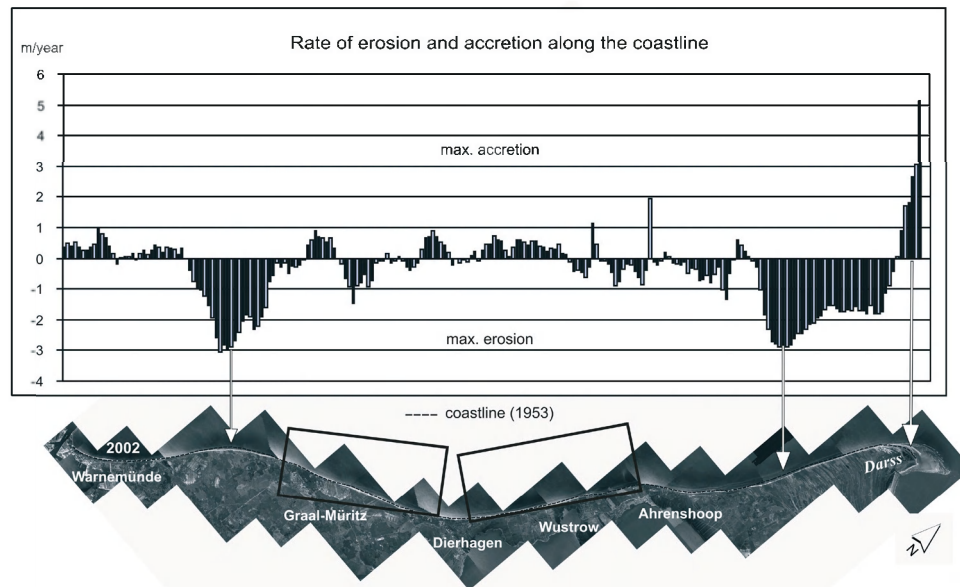 Rate of erosion and accretion along the coastline
m/year
6
5
4
3
2
1
0
-1
-2
-3
-4
max. accretion
max. erosion
coastline (1953)
2002
Warnemünde
Graal-Müritz
Dierhagen
Wustrow
Ahrenshoop
Darss
N